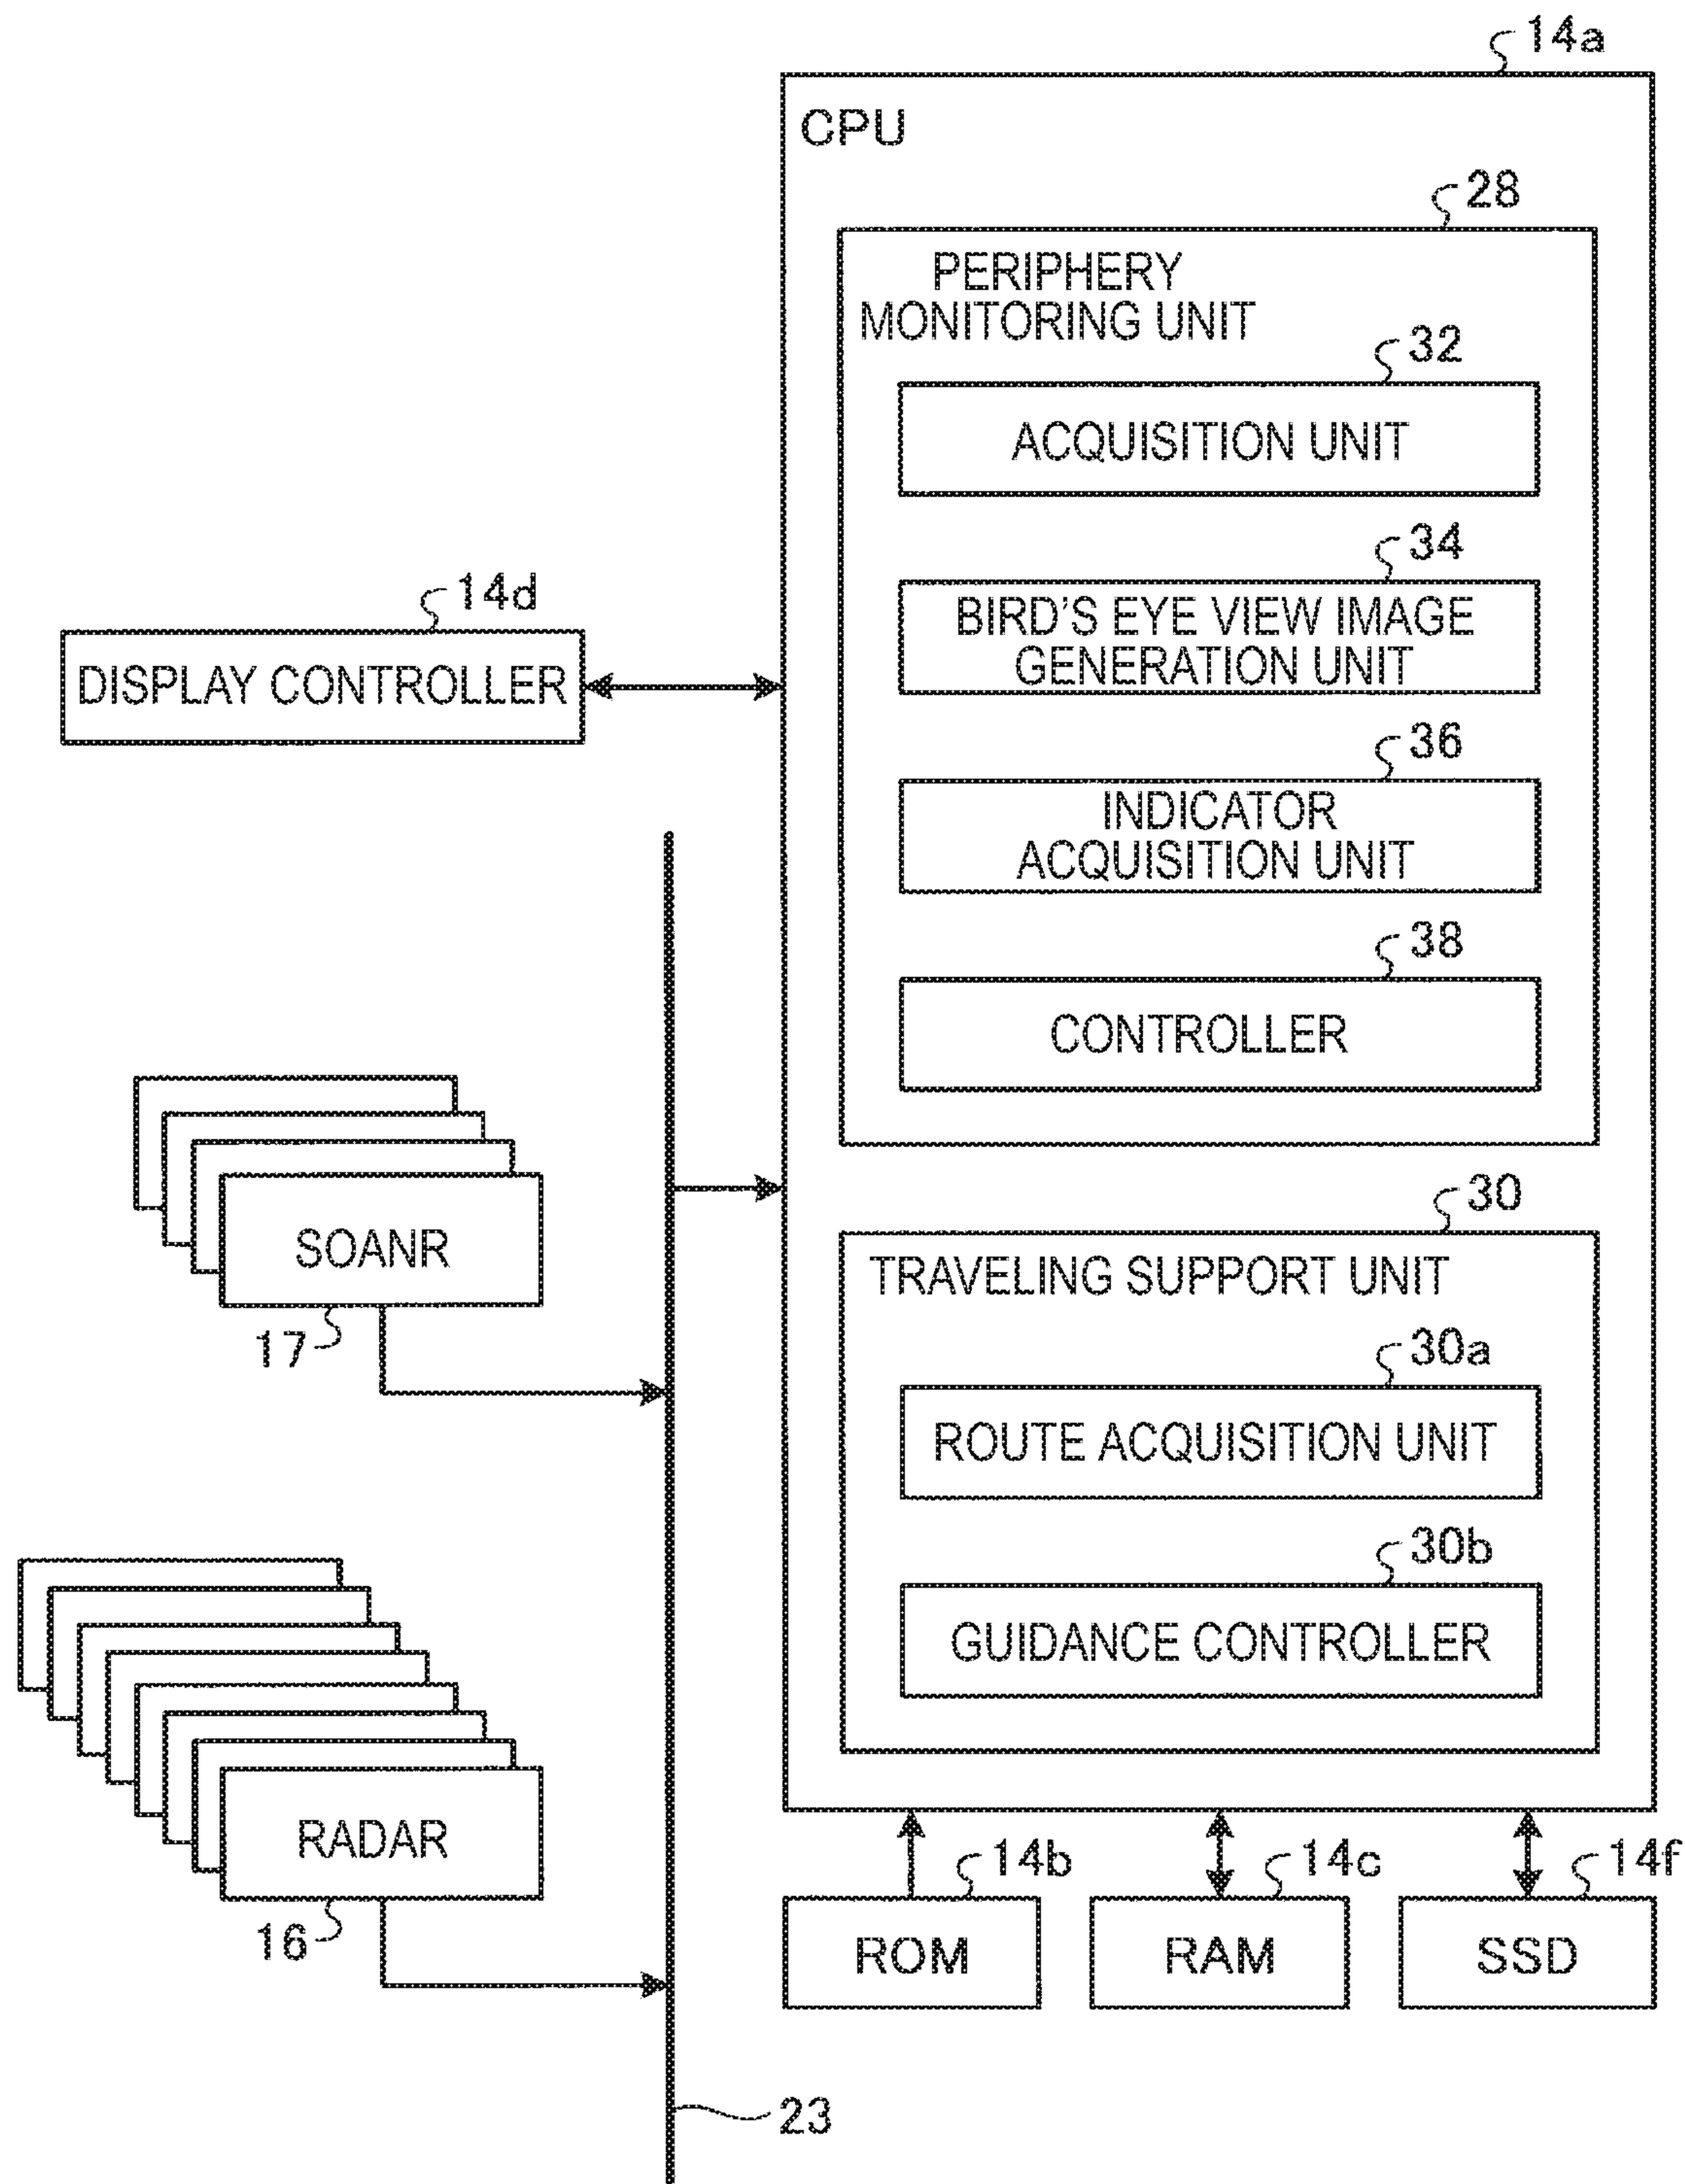 14a
CPU
28
PERIPHERY
MONITORING UNIT
32
ACQUISITION UNIT
34
BIRD'S EYE VIEW IMAGE
GENERATION UNIT
14d
DISPLAY CONTROLLER
36
INDICATOR
ACQUISITION UNIT
38
CONTROLLER
SOANR
17
30
TRAVELING SUPPORT UNIT
30a
ROUTE ACQUISITION UNIT
30b
GUIDANCE CONTROLLER
RADAR
16
14b
ROM
14c
RAM
14f
SSD
23